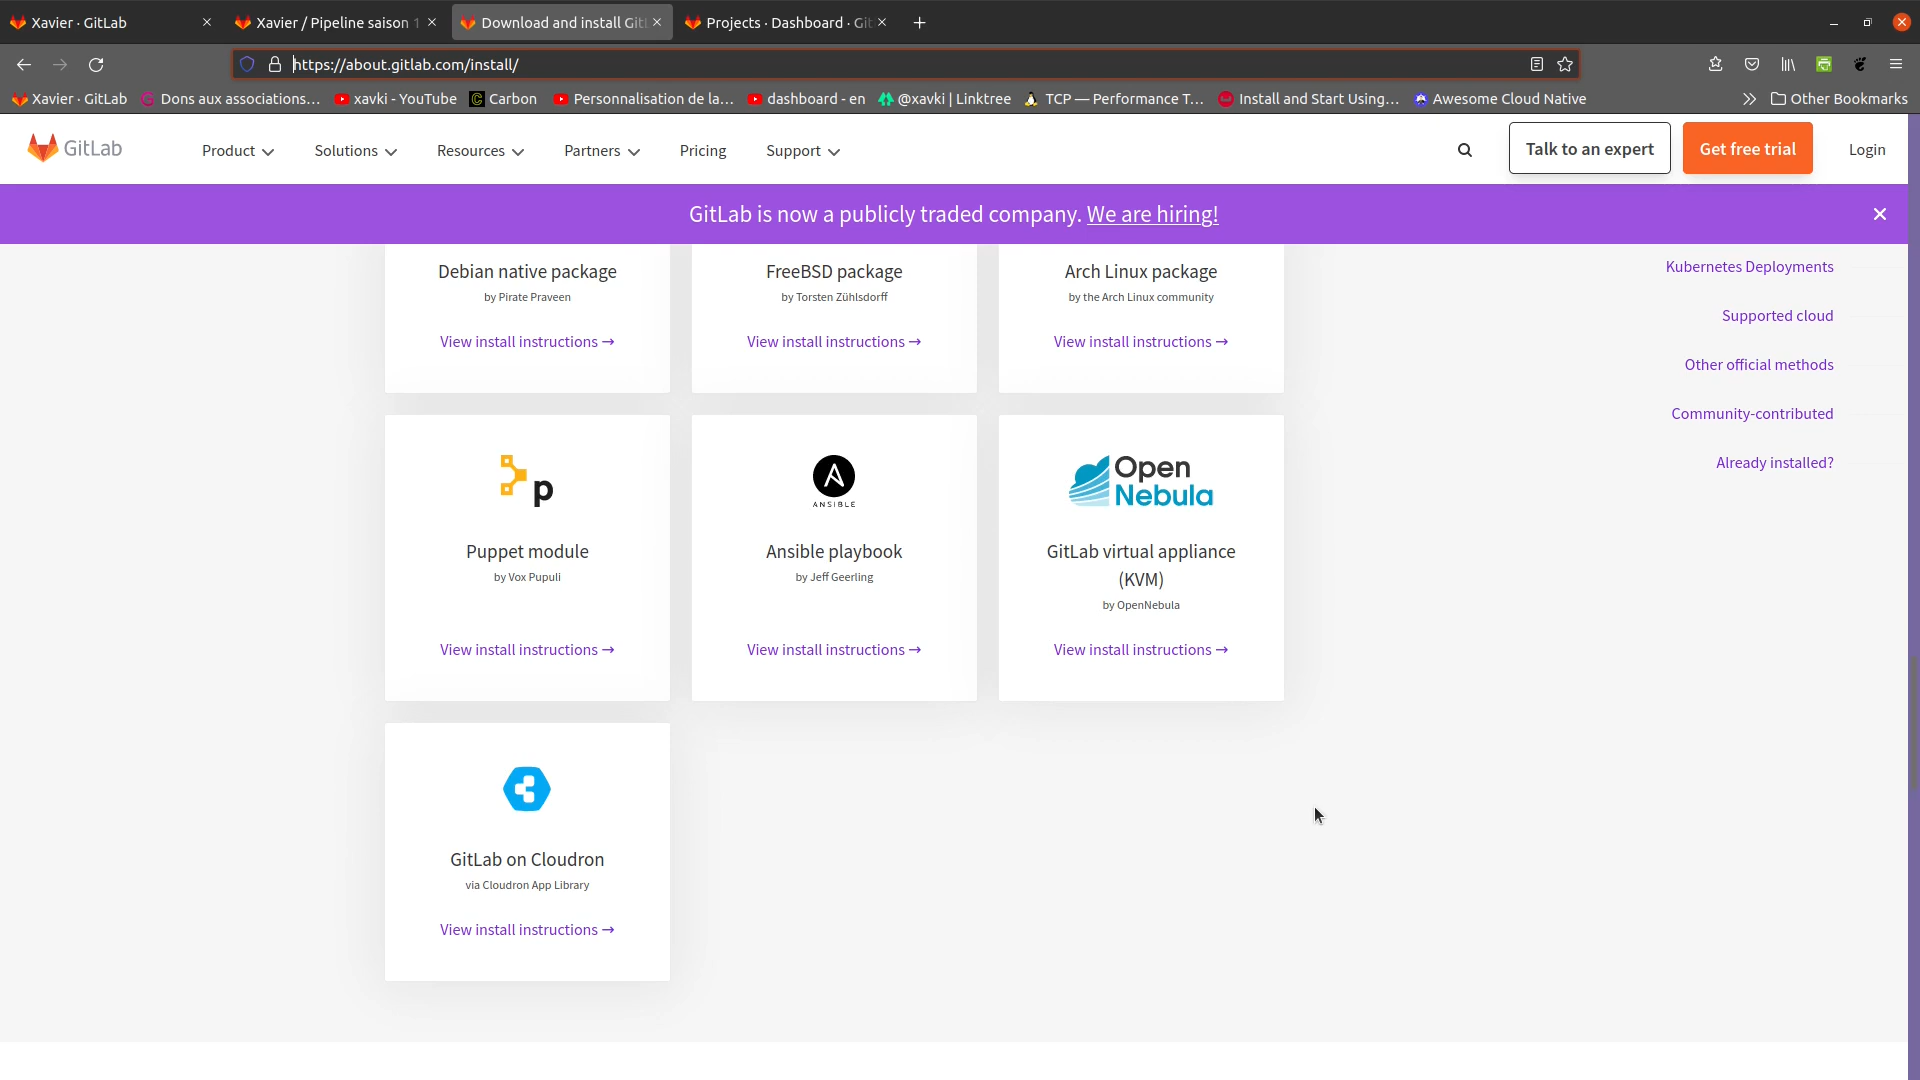 Xavier · GitLab
Xavier / Pipeline saison 1
Download and install Git
Projects · Dashboard · Git
https://about.gitlab.com/install/
Xavier · GitLab
Dons aux associations…
xavki - YouTube
Carbon
Personnalisation de la…
dashboard - en
@xavki | Linktree
TCP — Performance T…
Install and Start Using…
Awesome Cloud Native
Other Bookmarks
GitLab
Product
Solutions
Resources
Partners
Pricing
Support
Talk to an expert
Get free trial
Login
GitLab is now a publicly traded company. We are hiring!
Debian native package
by Pirate Praveen
View install instructions →
FreeBSD package
by Torsten Zühlsdorff
View install instructions →
Arch Linux package
by the Arch Linux community
View install instructions →
Kubernetes Deployments
Supported cloud
Other official methods
Community-contributed
Already installed?
p
Puppet module
by Vox Pupuli
View install instructions →
ANSIBLE
Ansible playbook
by Jeff Geerling
View install instructions →
Open
Nebula
GitLab virtual appliance
(KVM)
by OpenNebula
View install instructions →
GitLab on Cloudron
via Cloudron App Library
View install instructions →